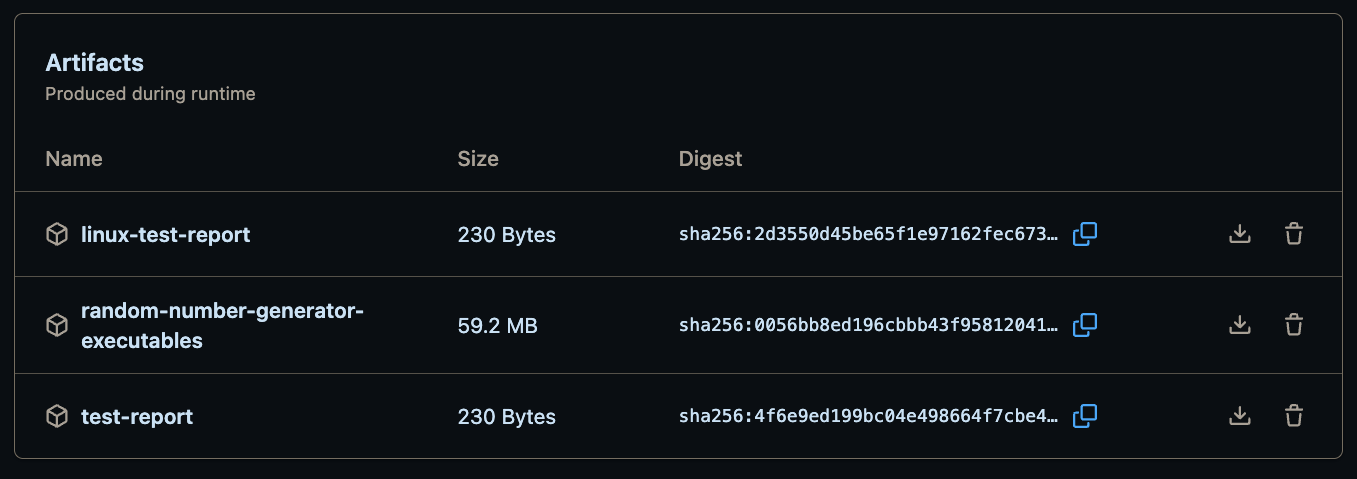 Artifacts
Produced during runtime
Name Size Digest
linux-test-report 230 Bytes sha256:2d3550d45be65f1e97162fec673…
random-number-generator-
executables 59.2 MB sha256:0056bb8ed196cbbb43f95812041…
test-report 230 Bytes sha256:4f6e9ed199bc04e498664f7cbe4…